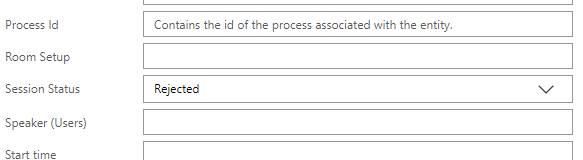 Process Id Contains the id of the process associated with the entity.
Room Setup
Session Status Rejected
Speaker (Users)
Start time